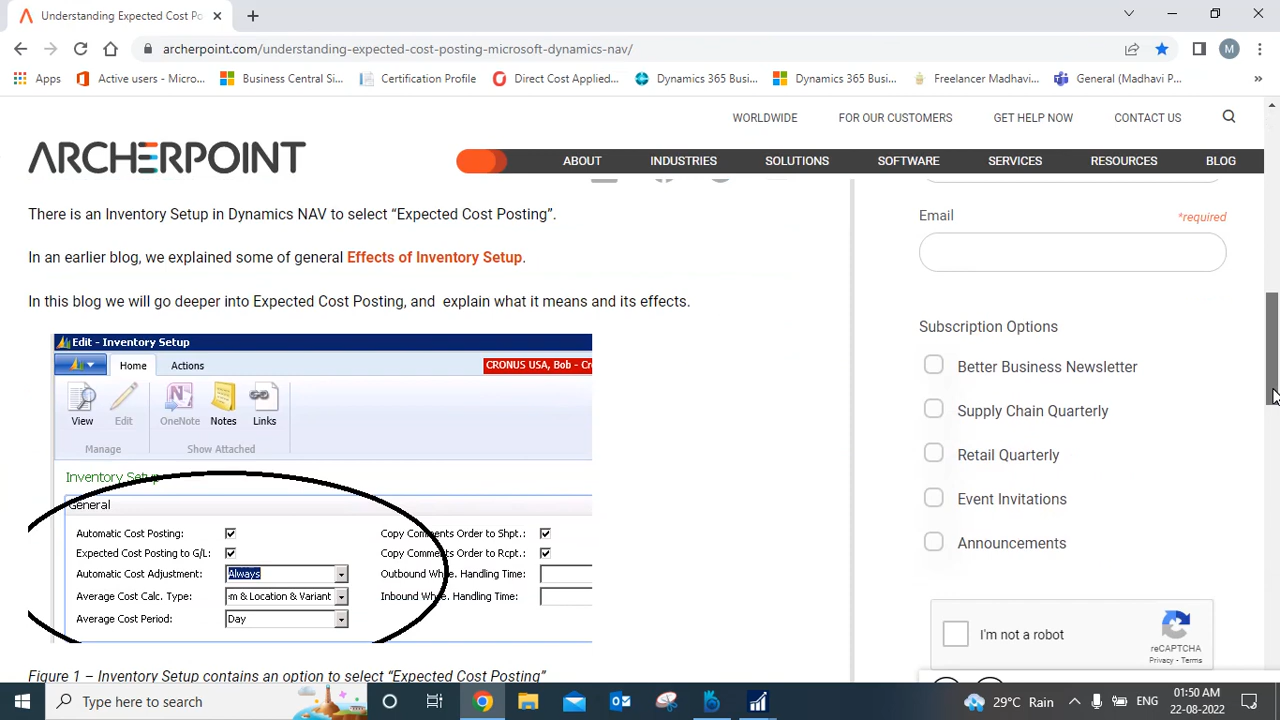 Understanding Expected Cost Po
archerpoint.com/understanding-expected-cost-posting-microsoft-dynamics-nav/
M
Apps
Active users - Micro...
Business Central Si...
Certification Profile
Direct Cost Applied...
Dynamics 365 Busi...
Dynamics 365 Busi...
Freelancer Madhavi...
General (Madhavi P...
»
WORLDWIDE
FOR OUR CUSTOMERS
GET HELP NOW
CONTACT US
ARCHERPOINT
ABOUT
INDUSTRIES
SOLUTIONS
SOFTWARE
SERVICES
RESOURCES
BLOG
There is an Inventory Setup in Dynamics NAV to select “Expected Cost Posting”.
In an earlier blog, we explained some of general Effects of Inventory Setup.
In this blog we will go deeper into Expected Cost Posting, and explain what it means and its effects.
Edit - Inventory Setup
Home
Actions
CRONUS USA, Bob - Cr
View
Edit
OneNote
Notes
Links
Manage
Show Attached
Inventory Setup
General
Automatic Cost Posting:
Expected Cost Posting to G/L:
Automatic Cost Adjustment:
Always
Average Cost Calc. Type:
m & Location & Variant
Average Cost Period:
Day
Copy Comments Order to Shpt.:
Copy Comments Order to Rcpt.:
Outbound Whse. Handling Time:
Inbound Whse. Handling Time:
Figure 1 – Inventory Setup contains an option to select “Expected Cost Posting”
Email
*required
Subscription Options
Better Business Newsletter
Supply Chain Quarterly
Retail Quarterly
Event Invitations
Announcements
I'm not a robot
reCAPTCHA
Privacy - Terms
Type here to search
29°C Rain
ENG
01:50 AM
22-08-2022